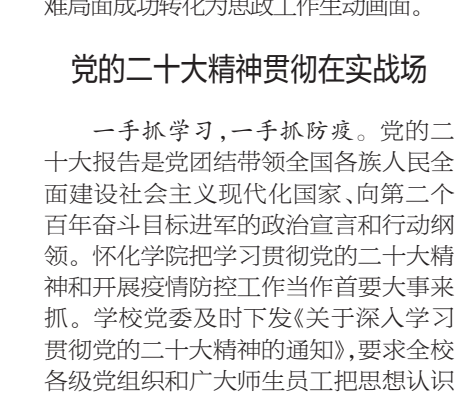 难局面成功转化为思政工作生动画面。
党的二十大精神贯彻在实战场
一手抓学习，一手抓防疫。党的二
十大报告是党团结带领全国各族人民全
面建设社会主义现代化国家、向第二个
百年奋斗目标进军的政治宣言和行动纲
领。怀化学院把学习贯彻党的二十大精
神和开展疫情防控工作当作首要大事来
抓。学校党委及时下发《关于深入学习
贯彻党的二十大精神的通知》，要求全校
各级党组织和广大师生员工把思想认识